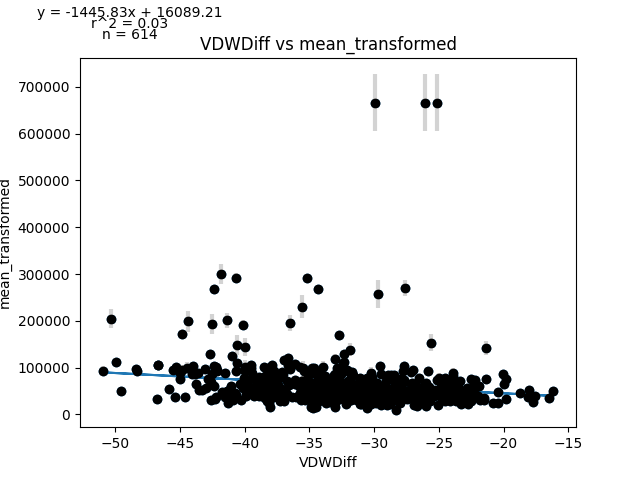 y = -1445.83x + 16089.21
r^2 = 0.03
n = 614
VDWDiff vs mean_transformed
700000
600000
500000
400000
300000
200000
100000
0
mean_transformed
−50
−45
−40
−35
−30
−25
−20
−15
VDWDiff